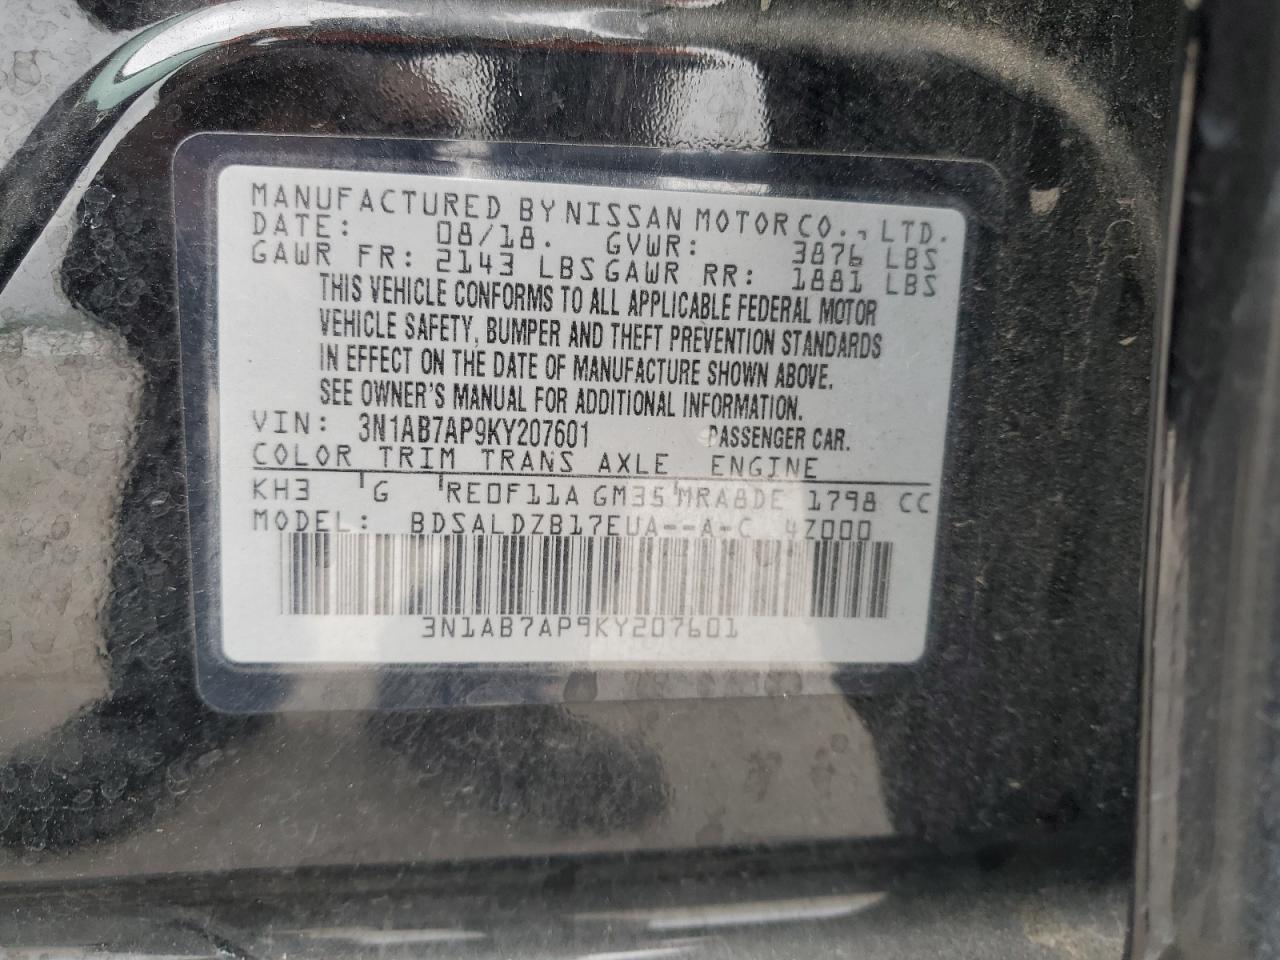 MANUFACTURED BY NISSAN MOTOR CO., LTD.
DATE: 08/18. GVWR: 3876 LBS
GAWR FR: 2143 LBS GAWR RR: 1881 LBS
THIS VEHICLE CONFORMS TO ALL APPLICABLE FEDERAL MOTOR
VEHICLE SAFETY, BUMPER AND THEFT PREVENTION STANDARDS
IN EFFECT ON THE DATE OF MANUFACTURE SHOWN ABOVE.
SEE OWNER'S MANUAL FOR ADDITIONAL INFORMATION.
VIN: 3N1AB7AP9KY207601 PASSENGER CAR.
COLOR TRIM TRANS AXLE ENGINE
KH3 G RE0F11A GM35 MRA8DE 1798 CC
MODEL: BDSALDZB17EUA--A-C 4Z000
3N1AB7AP9KY207601